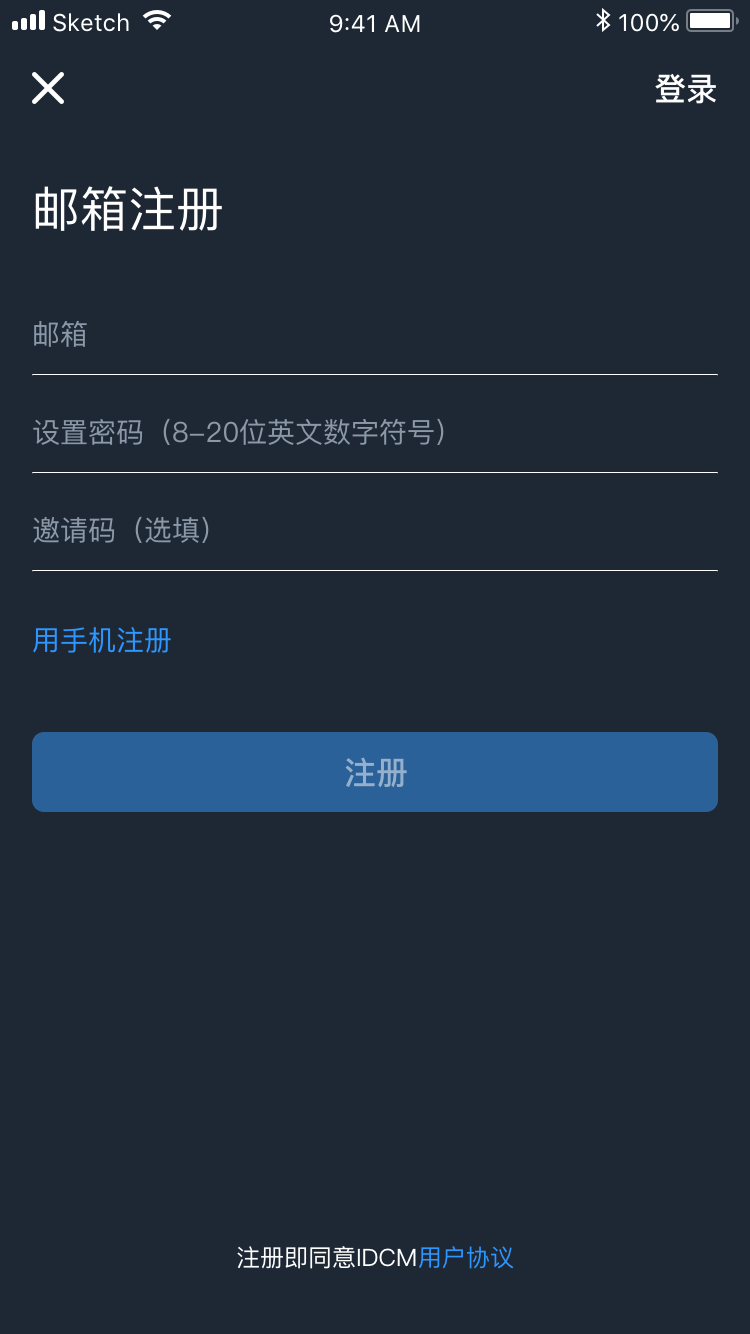 Sketch 9:41 AM 100%
登录
邮箱注册
邮箱
设置密码（8-20位英文数字符号）
邀请码（选填）
用手机注册
注册
注册即同意IDCM用户协议